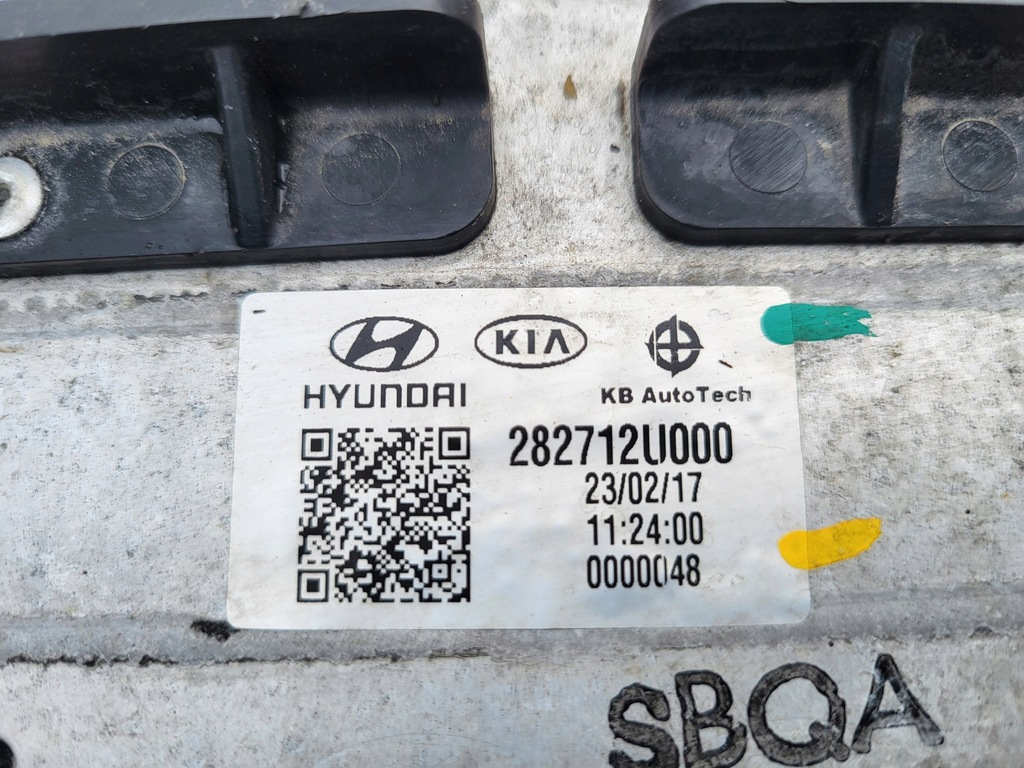 HYUNDAI
KIA
KB AutoTech
282712U000
23/02/17
11:24:00
0000048
SBQA